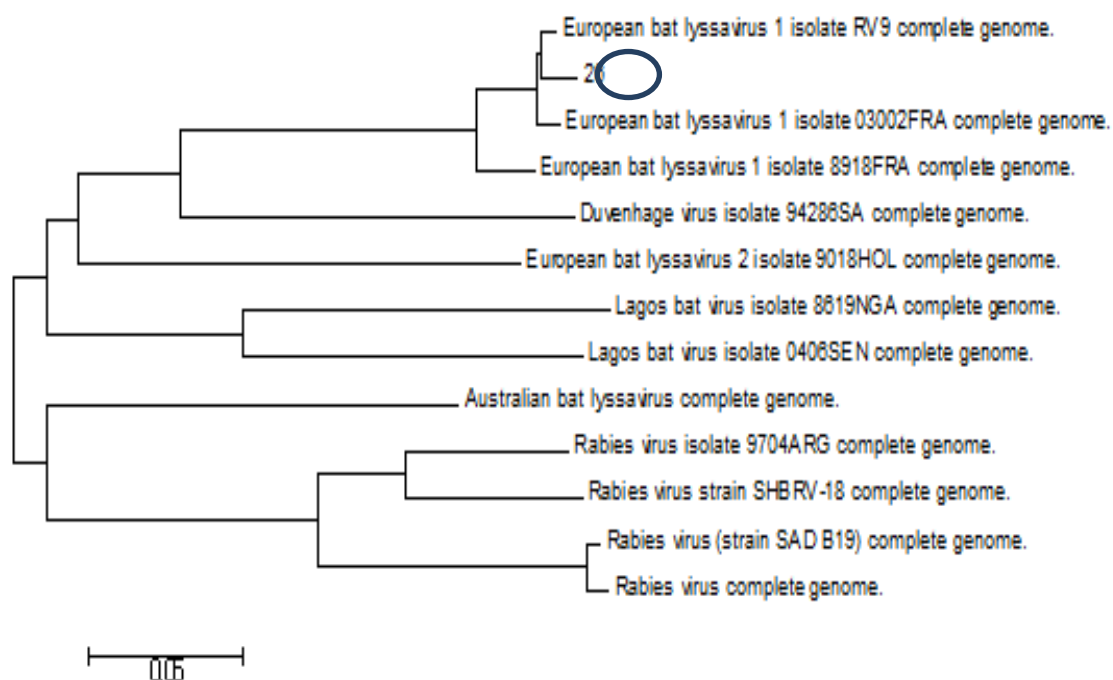 European bat lyssavirus 1 isolate RV9 complete genome.
26
European bat lyssavirus 1 isolate 03002FRA complete genome.
European bat lyssavirus 1 isolate 8918FRA complete genome.
Duvenhage virus isolate 94286SA complete genome.
European bat lyssavirus 2 isolate 9018HOL complete genome.
Lagos bat virus isolate 8619NGA complete genome.
Lagos bat virus isolate 0406SEN complete genome.
Australian bat lyssavirus complete genome.
Rabies virus isolate 9704ARG complete genome.
Rabies virus strain SHBRV-18 complete genome.
Rabies virus (strain SAD B19) complete genome.
Rabies virus complete genome.
0.05